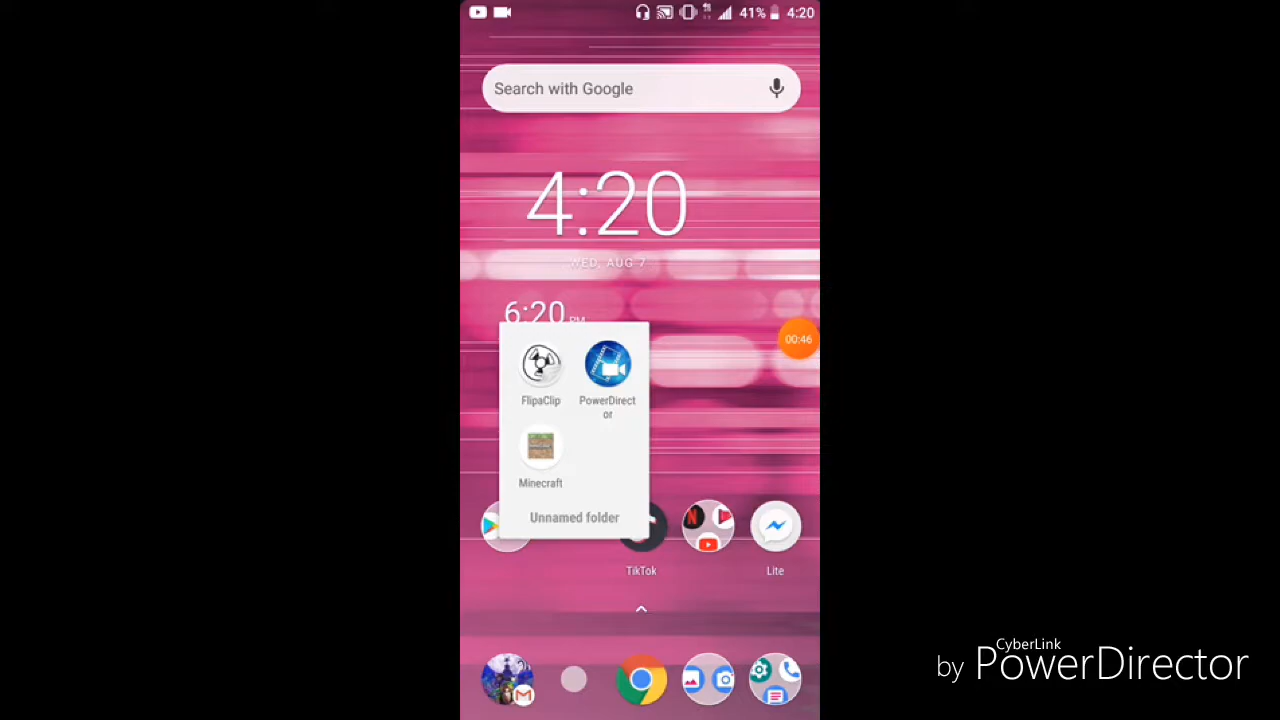 41% 4:20
Search with Google
4:20
WED, AUG 7
6:20 PM
00:46
FlipaClip
PowerDirect
or
Minecraft
Unnamed folder
TikTok
Lite
by CyberLink
PowerDirector